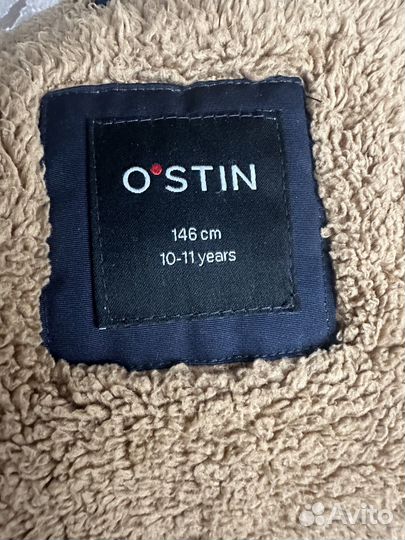 O'STIN
146 cm
10-11 years
Avito